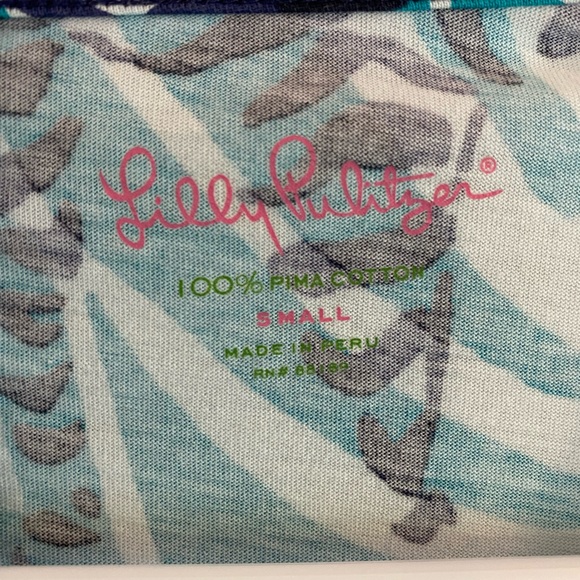 Lilly Pulitzer®
100% PIMA COTTON
SMALL
MADE IN PERU
RN#